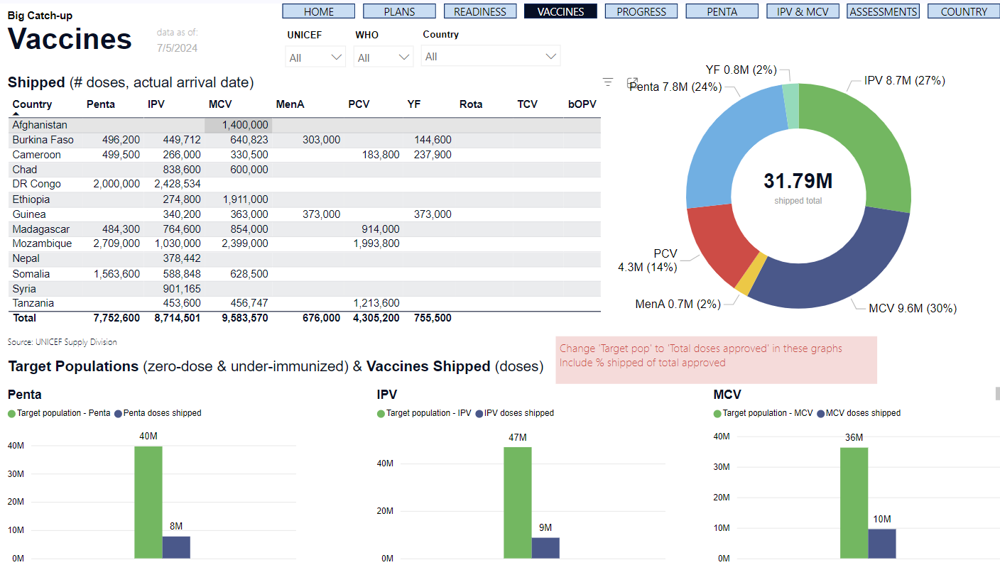 Big Catch-up
Vaccines
data as of:
7/5/2024
HOME
PLANS
READINESS
VACCINES
PROGRESS
PENTA
IPV & MCV
ASSESSMENTS
COUNTRY
UNICEF
All
WHO
All
Country
All
Shipped (# doses, actual arrival date)
Country Penta IPV MCV MenA PCV YF Rota TCV bOPV
Afghanistan 1,400,000
Burkina Faso 496,200 449,712 640,823 303,000 144,600
Cameroon 499,500 266,000 330,500 183,800 237,900
Chad 838,600 600,000
DR Congo 2,000,000 2,428,534
Ethiopia 274,800 1,911,000
Guinea 340,200 363,000 373,000 373,000
Madagascar 484,300 764,600 854,000 914,000
Mozambique 2,709,000 1,030,000 2,399,000 1,993,800
Nepal 378,442
Somalia 1,563,600 588,848 628,500
Syria 901,165
Tanzania 453,600 456,747 1,213,600
Total 7,752,600 8,714,501 9,583,570 676,000 4,305,200 755,500
Source: UNICEF Supply Division
YF 0.8M (2%)
Penta 7.8M (24%)
IPV 8.7M (27%)
31.79M
shipped total
PCV
4.3M (14%)
MenA 0.7M (2%)
MCV 9.6M (30%)
Change 'Target pop' to 'Total doses approved' in these graphs
Include % shipped of total approved
Target Populations (zero-dose & under-immunized) & Vaccines Shipped (doses)
Penta
Target population - Penta Penta doses shipped
40M
40M
30M
20M
10M
8M
0M
IPV
Target population - IPV IPV doses shipped
47M
40M
20M
9M
0M
MCV
Target population - MCV MCV doses shipped
40M
36M
30M
20M
10M
10M
0M